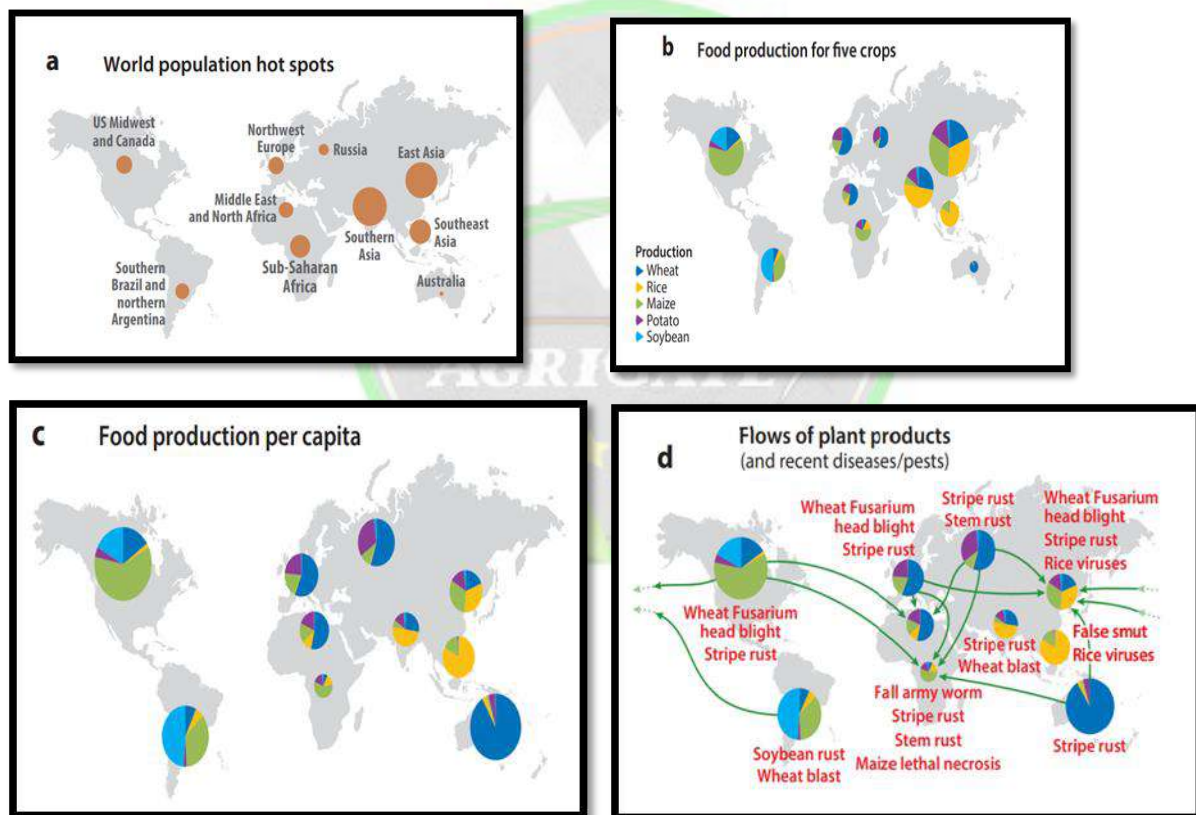 a
World population hot spots
US Midwest
and Canada
Northwest
Europe
Russia
East Asia
Middle East
and North Africa
Southern
Asia
Southeast
Asia
Sub-Saharan
Africa
Southern
Brazil and
northern
Argentina
Australia
b
Food production for five crops
Production
Wheat
Rice
Maize
Potato
Soybean
AGRICATE
c
Food production per capita
d
Flows of plant products
(and recent diseases/pests)
Wheat Fusarium
head blight
Stripe rust
Stripe rust
Stem rust
Wheat Fusarium
head blight
Stripe rust
Rice viruses
Wheat Fusarium
head blight
Stripe rust
Stripe rust
Wheat blast
False smut
Rice viruses
Fall army worm
Stripe rust
Stem rust
Maize lethal necrosis
Soybean rust
Wheat blast
Stripe rust